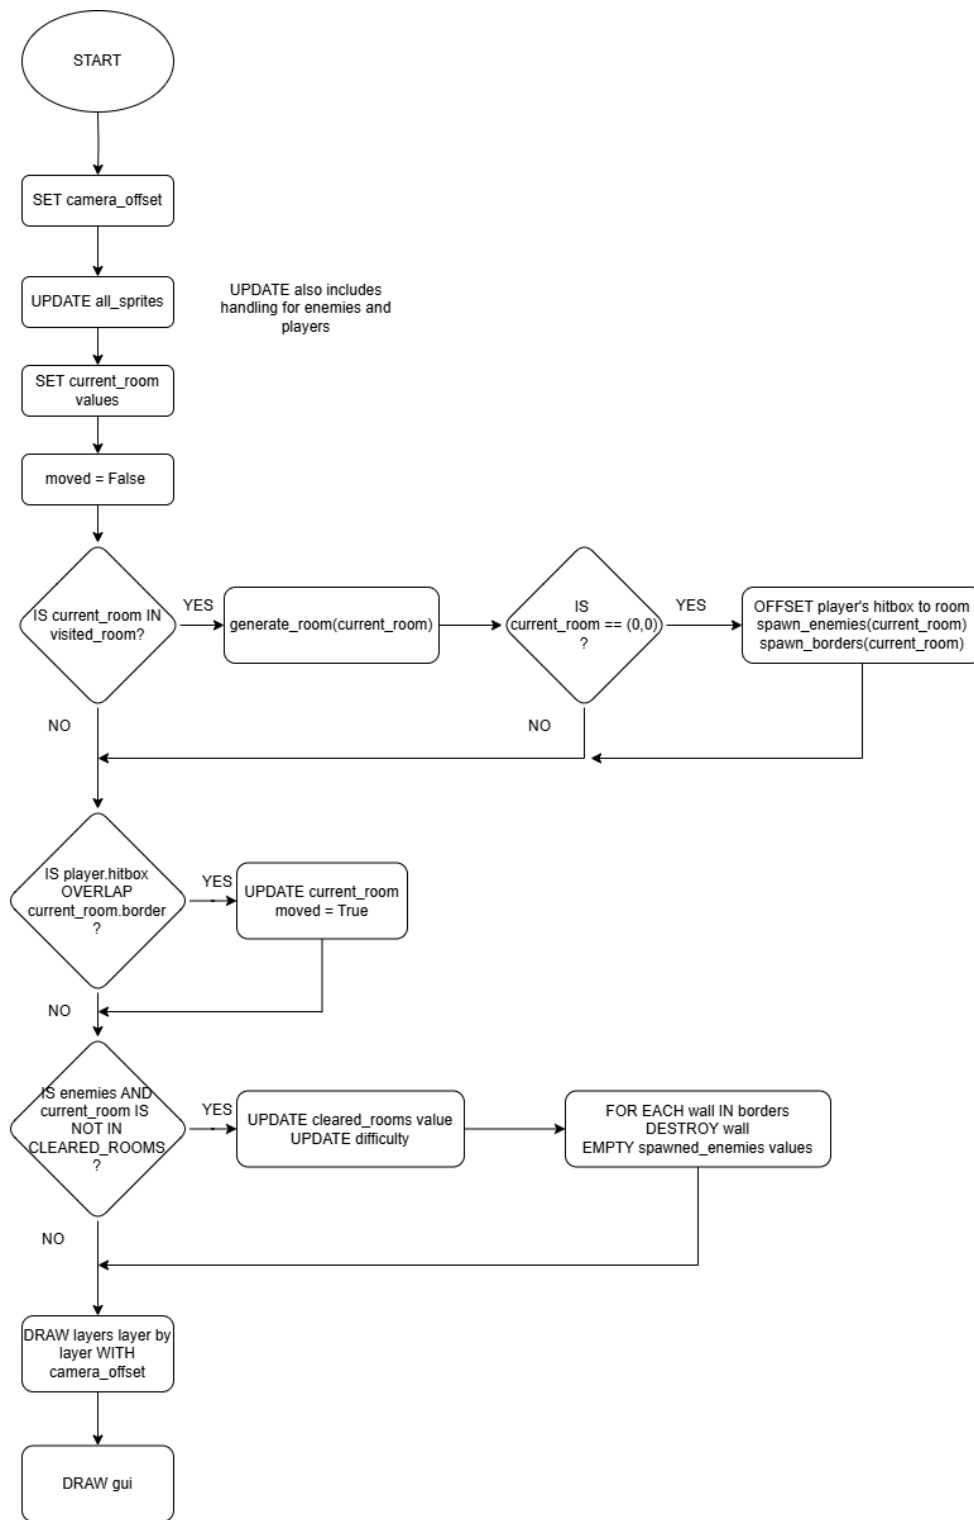 START
SET camera_offset
UPDATE all_sprites
UPDATE also includes
handling for enemies and
players
SET current_room
values
moved = False
IS current_room IN
visited_room?
YES
generate_room(current_room)
IS
current_room == (0,0)
?
YES
OFFSET player's hitbox to room
spawn_enemies(current_room)
spawn_borders(current_room)
NO
NO
IS player.hitbox
OVERLAP
current_room.border
?
YES
UPDATE current_room
moved = True
NO
IS enemies AND
current_room IS
NOT IN
CLEARED_ROOMS
?
YES
UPDATE cleared_rooms value
UPDATE difficulty
FOR EACH wall IN borders
DESTROY wall
EMPTY spawned_enemies values
NO
DRAW layers layer by
layer WITH
camera_offset
DRAW gui